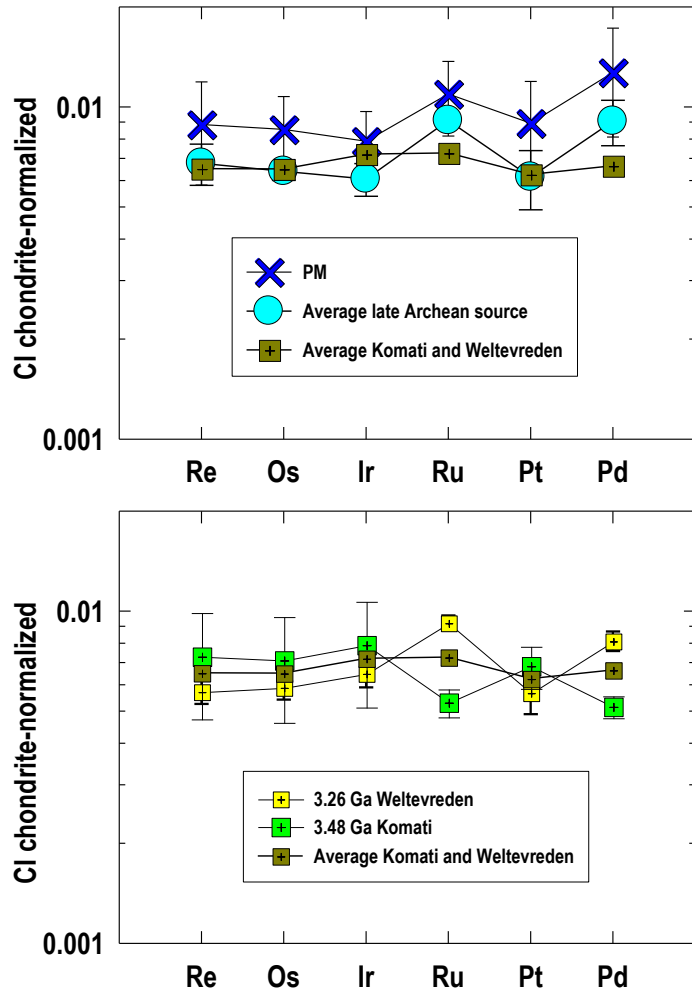 CI chondrite-normalized
0.01
0.001
PM
Average late Archean source
Average Komati and Weltevreden
Re Os Ir Ru Pt Pd
CI chondrite-normalized
0.01
0.001
3.26 Ga Weltevreden
3.48 Ga Komati
Average Komati and Weltevreden
Re Os Ir Ru Pt Pd